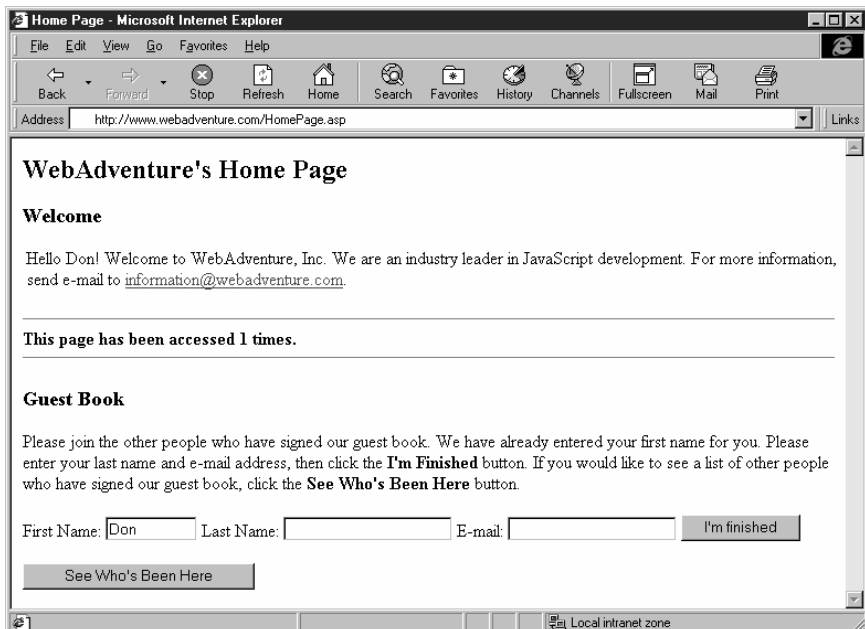 Home Page - Microsoft Internet Explorer
File Edit View Go Favorites Help
Back Forward Stop Refresh Home Search Favorites History Channels Fullscreen Mail Print
Address http://www.webadventure.com/HomePage.asp Links
WebAdventure's Home Page
Welcome
Hello Don! Welcome to WebAdventure, Inc. We are an industry leader in JavaScript development. For more information,
send e-mail to information@webadventure.com.
This page has been accessed 1 times.
Guest Book
Please join the other people who have signed our guest book. We have already entered your first name for you. Please
enter your last name and e-mail address, then click the I'm Finished button. If you would like to see a list of other people
who have signed our guest book, click the See Who's Been Here button.
First Name: Don Last Name: E-mail: I'm finished
See Who's Been Here
Local intranet zone